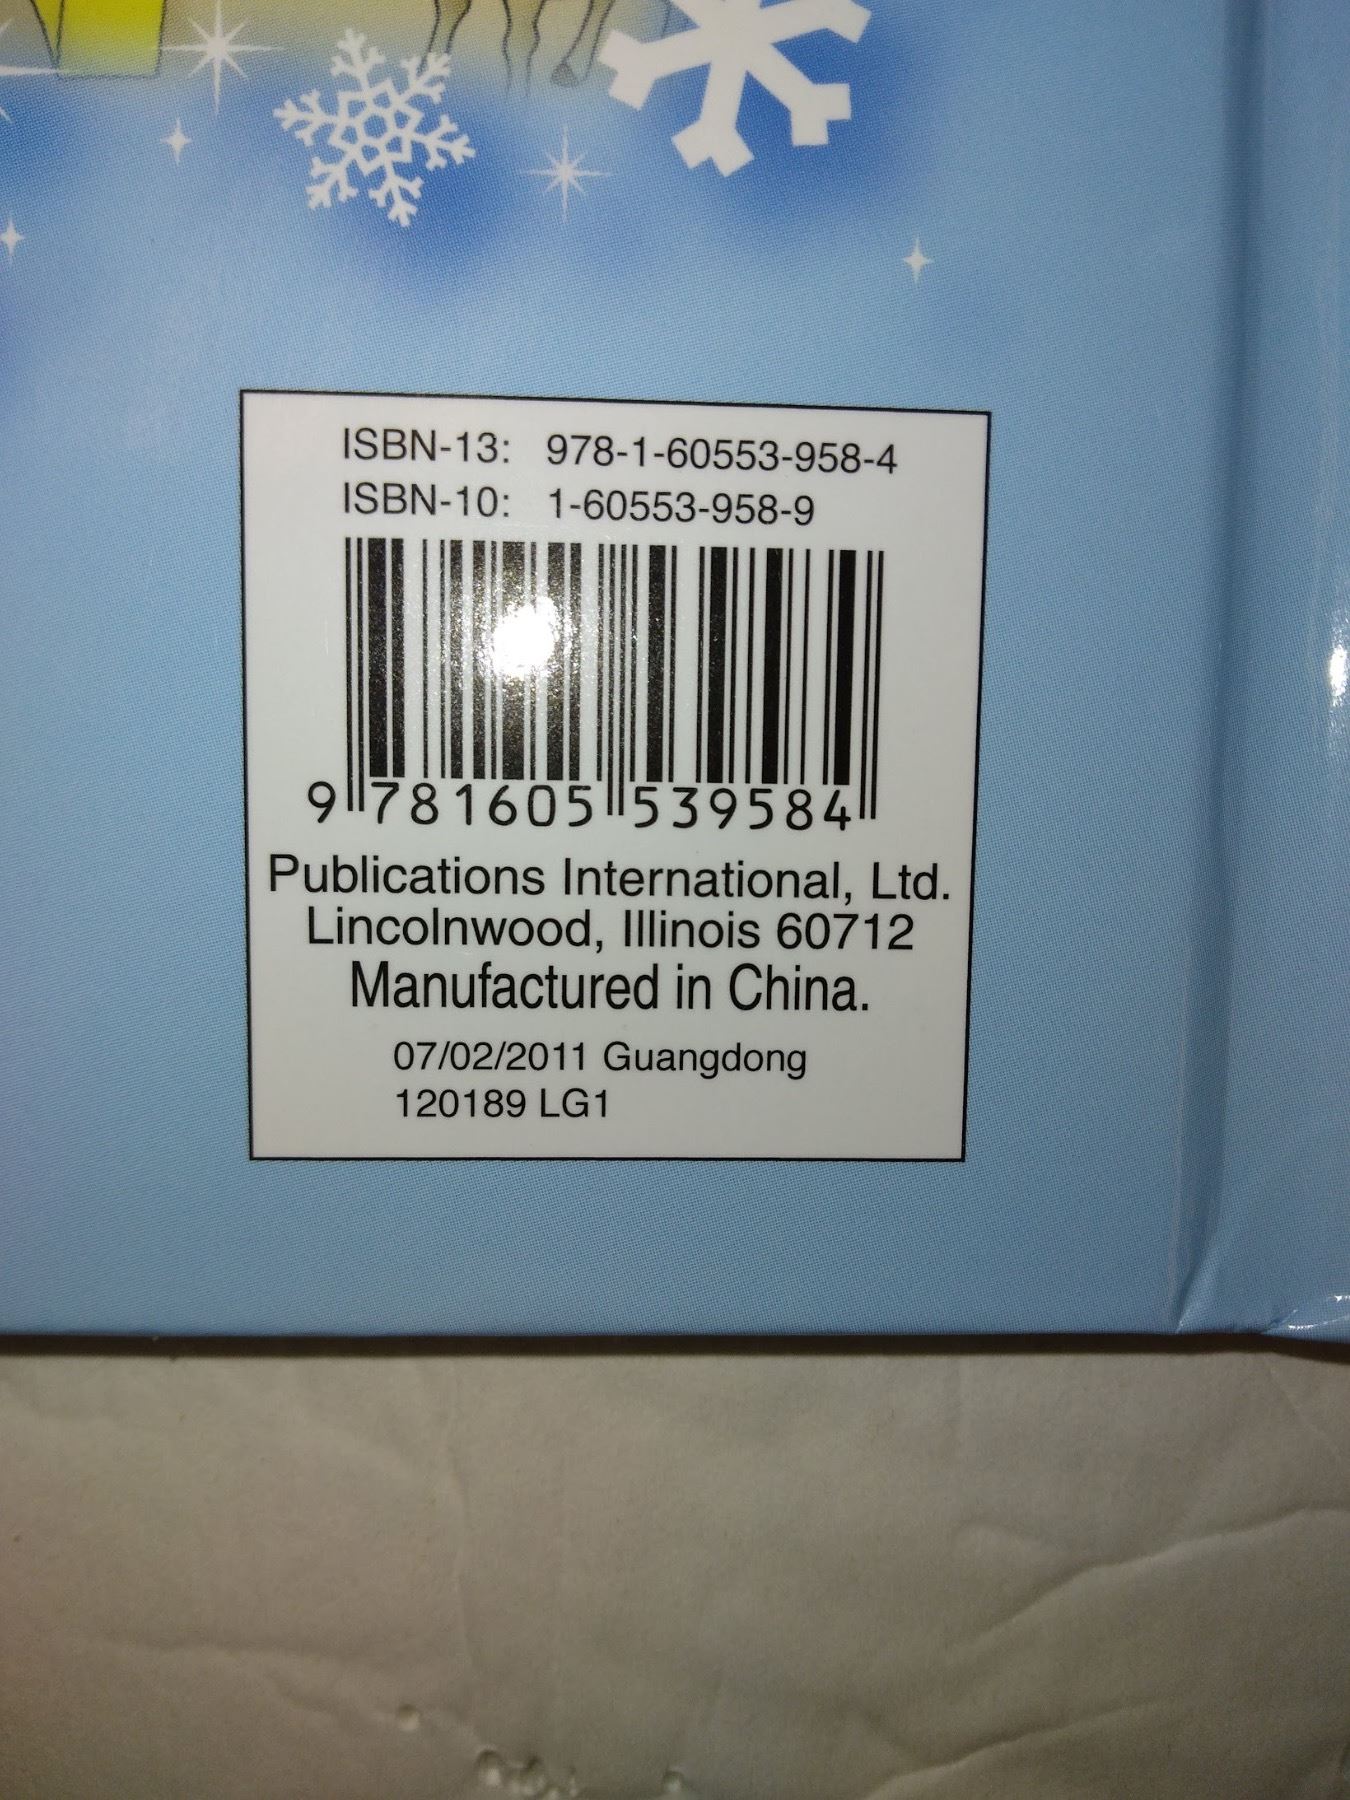 ISBN-13: 978-1-60553-958-4
ISBN-10: 1-60553-958-9
9 781605 539584
Publications International, Ltd.
Lincolnwood, Illinois 60712
Manufactured in China.
07/02/2011 Guangdong
120189 LG1